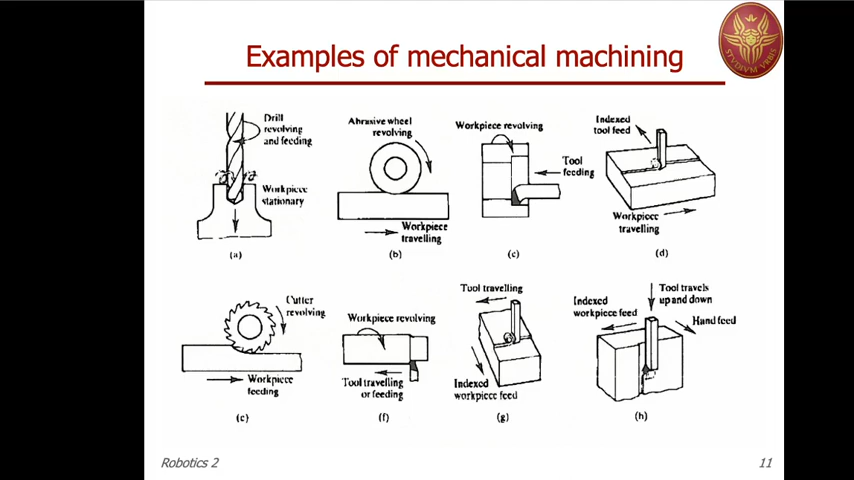 Examples of mechanical machining
STVDIVM VRBIS
Drill
revolving
and feeding
Workpiece
stationary
(a)
Abrasive wheel
revolving
Workpiece
travelling
(b)
Workpiece revolving
Tool
feeding
(c)
Indexed
tool feed
Workpiece
travelling
(d)
Cutter
revolving
Workpiece
feeding
(e)
Workpiece revolving
Tool travelling
or feeding
(f)
Tool travelling
Indexed
workpiece feed
(g)
Tool travels
up and down
Indexed
workpiece feed
Hand feed
(h)
Robotics 2
11